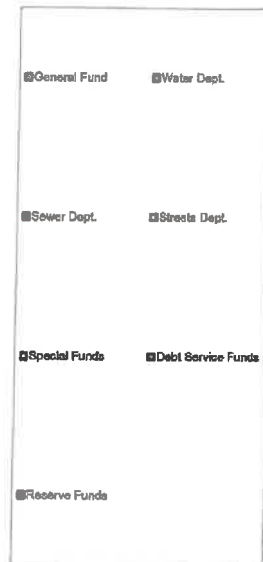 General Fund Water Dept.
Sewer Dept. Streets Dept.
Special Funds Debt Service Funds
Reserve Funds